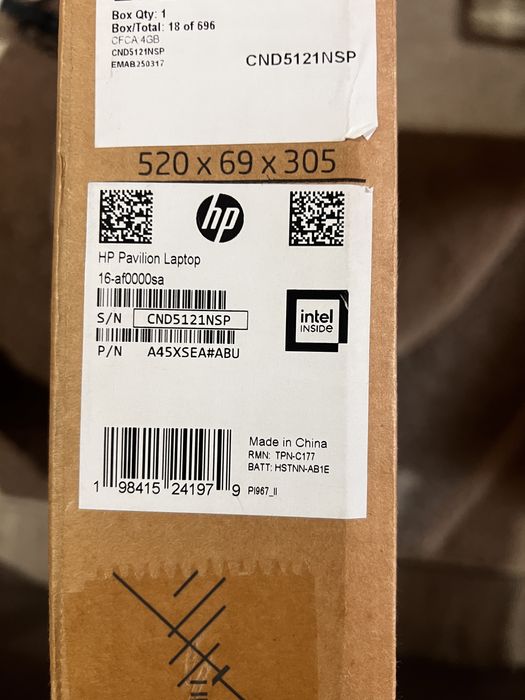 Box Qty: 1
Box/Total: 18 of 696
CFCA 4GB
CND5121NSP
EMAB250317
CND5121NSP
520 x 69 x 305
hp
HP Pavilion Laptop
16-af0000sa
S/N CND5121NSP
P/N A45XSEA#ABU
intel
INSIDE
Made in China
RMN: TPN-C177
BATT: HSTNN-AB1E
1 98415 24197 9
PI967_II